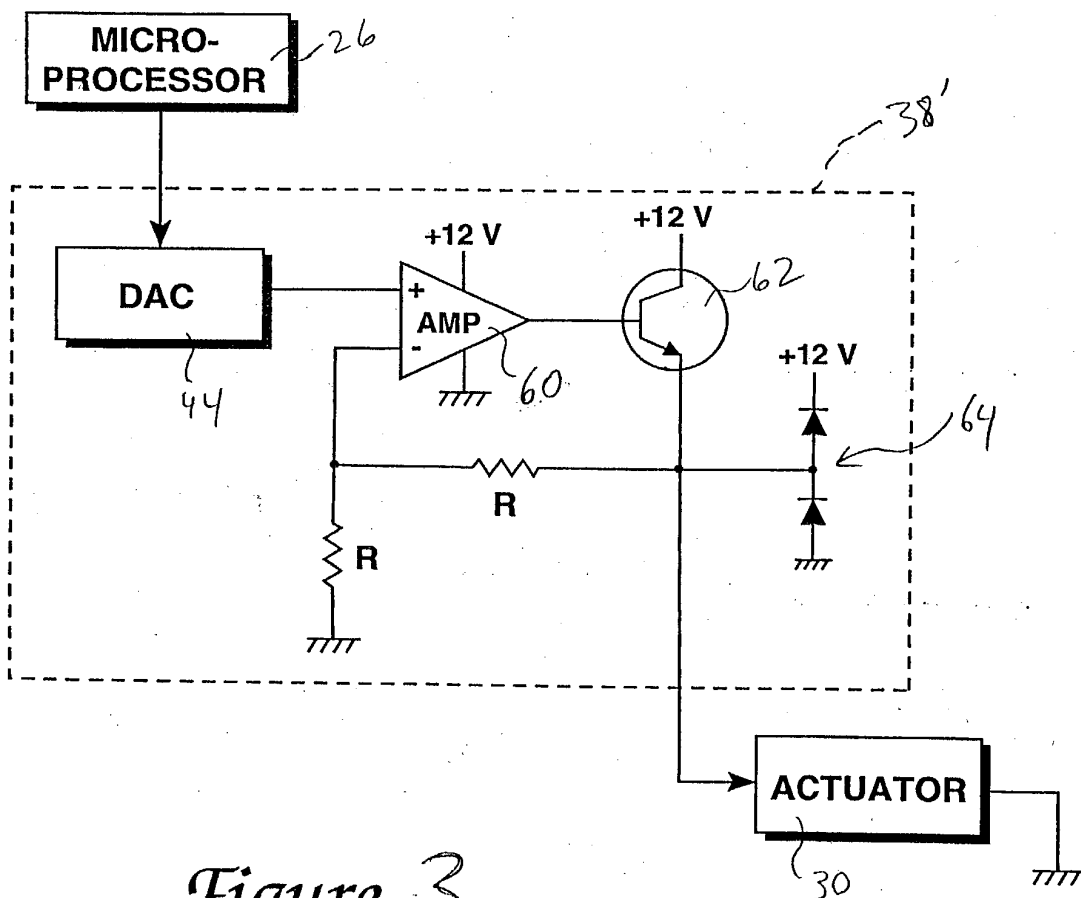 MICRO-
PROCESSOR
26
38'
DAC
44
+12 V
+
AMP
-
60
+12 V
62
+12 V
64
R
R
ACTUATOR
30
Figure 3